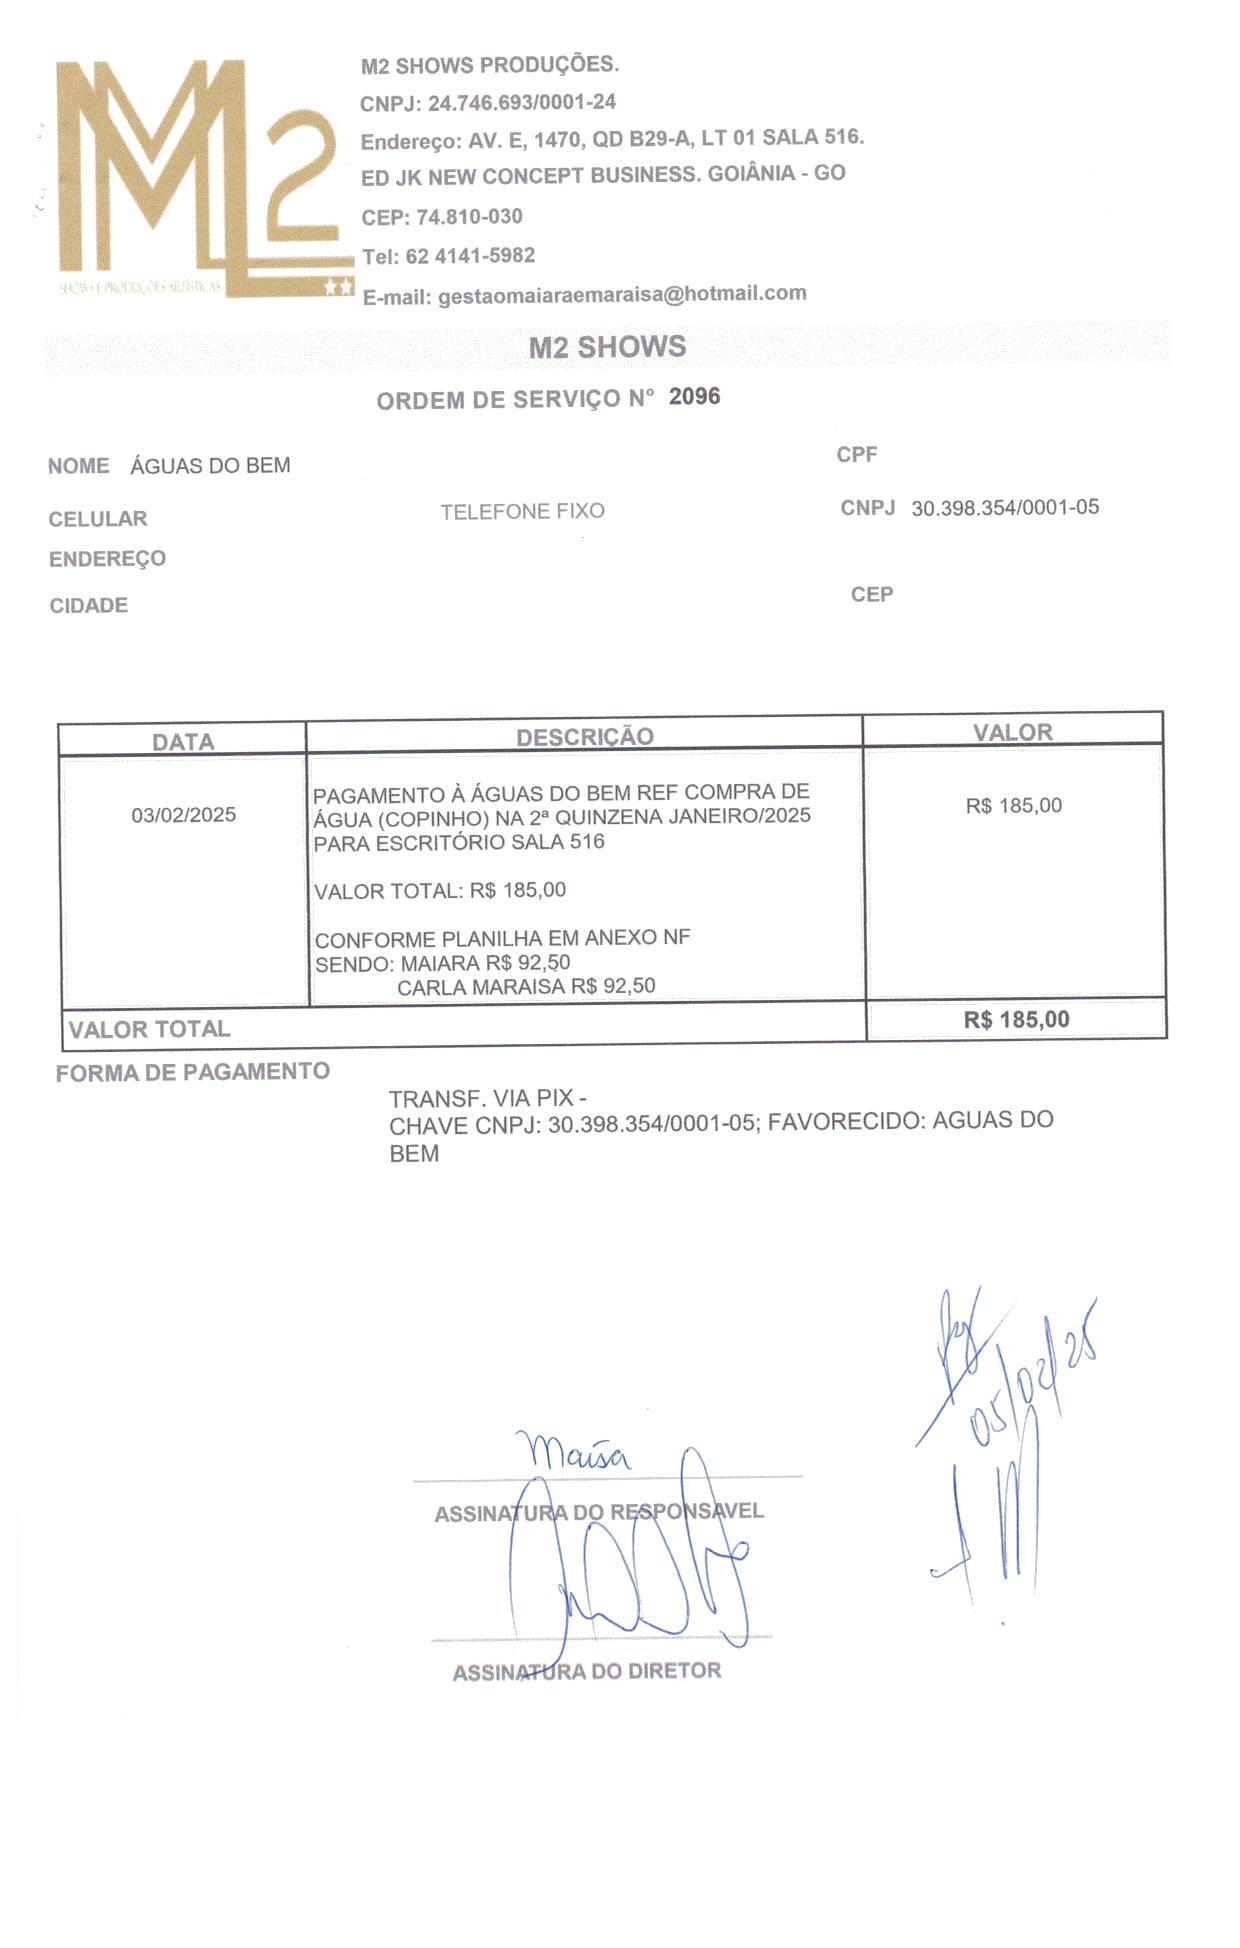 M2
SHOWS E PRODUÇÕES ARTÍSTICAS
M2 SHOWS PRODUÇÕES.
CNPJ: 24.746.693/0001-24
Endereço: AV. E, 1470, QD B29-A, LT 01 SALA 516.
ED JK NEW CONCEPT BUSINESS. GOIÂNIA - GO
CEP: 74.810-030
Tel: 62 4141-5982
E-mail: gestaomaiaraemaraisa@hotmail.com
M2 SHOWS
ORDEM DE SERVIÇO N° 2096
NOME ÁGUAS DO BEM CPF
CELULAR TELEFONE FIXO CNPJ 30.398.354/0001-05
ENDEREÇO
CIDADE CEP
DATA DESCRIÇÃO VALOR
03/02/2025 PAGAMENTO À ÁGUAS DO BEM REF COMPRA DE R$ 185,00
ÁGUA (COPINHO) NA 2ª QUINZENA JANEIRO/2025
PARA ESCRITÓRIO SALA 516
VALOR TOTAL: R$ 185,00
CONFORME PLANILHA EM ANEXO NF
SENDO: MAIARA R$ 92,50
CARLA MARAISA R$ 92,50
VALOR TOTAL R$ 185,00
FORMA DE PAGAMENTO
TRANSF. VIA PIX -
CHAVE CNPJ: 30.398.354/0001-05; FAVORECIDO: AGUAS DO
BEM
05/02/25
Maísa
ASSINATURA DO RESPONSAVEL
ASSINATURA DO DIRETOR